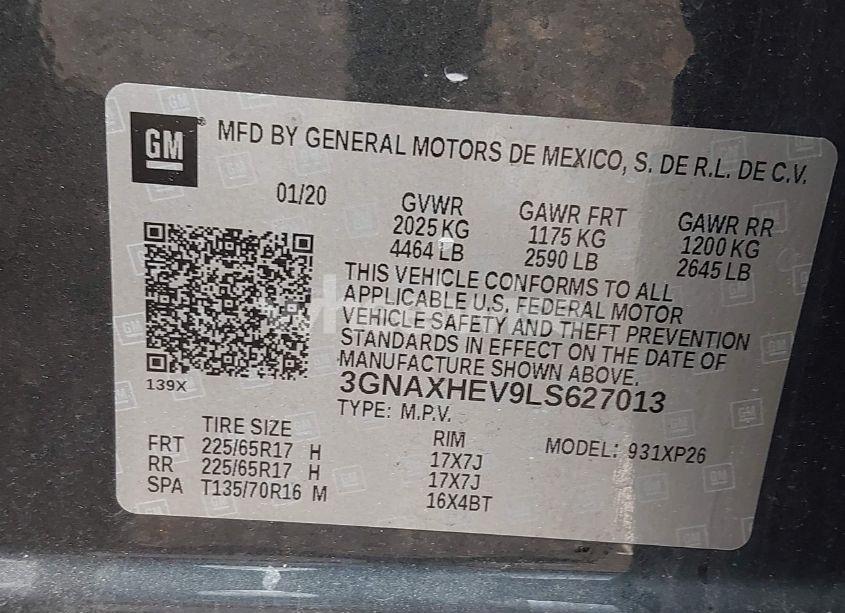 GM
MFD BY GENERAL MOTORS DE MEXICO, S. DE R.L. DE C.V.
01/20
GVWR GAWR FRT GAWR RR
2025 KG 1175 KG 1200 KG
4464 LB 2590 LB 2645 LB
THIS VEHICLE CONFORMS TO ALL
APPLICABLE U.S. FEDERAL MOTOR
VEHICLE SAFETY AND THEFT PREVENTION
STANDARDS IN EFFECT ON THE DATE OF
MANUFACTURE SHOWN ABOVE.
139X
3GNAXHEV9LS627013
TYPE: M.P.V.
TIRE SIZE RIM MODEL: 931XP26
FRT 225/65R17 H 17X7J
RR 225/65R17 H 17X7J
SPA T135/70R16 M 16X4BT